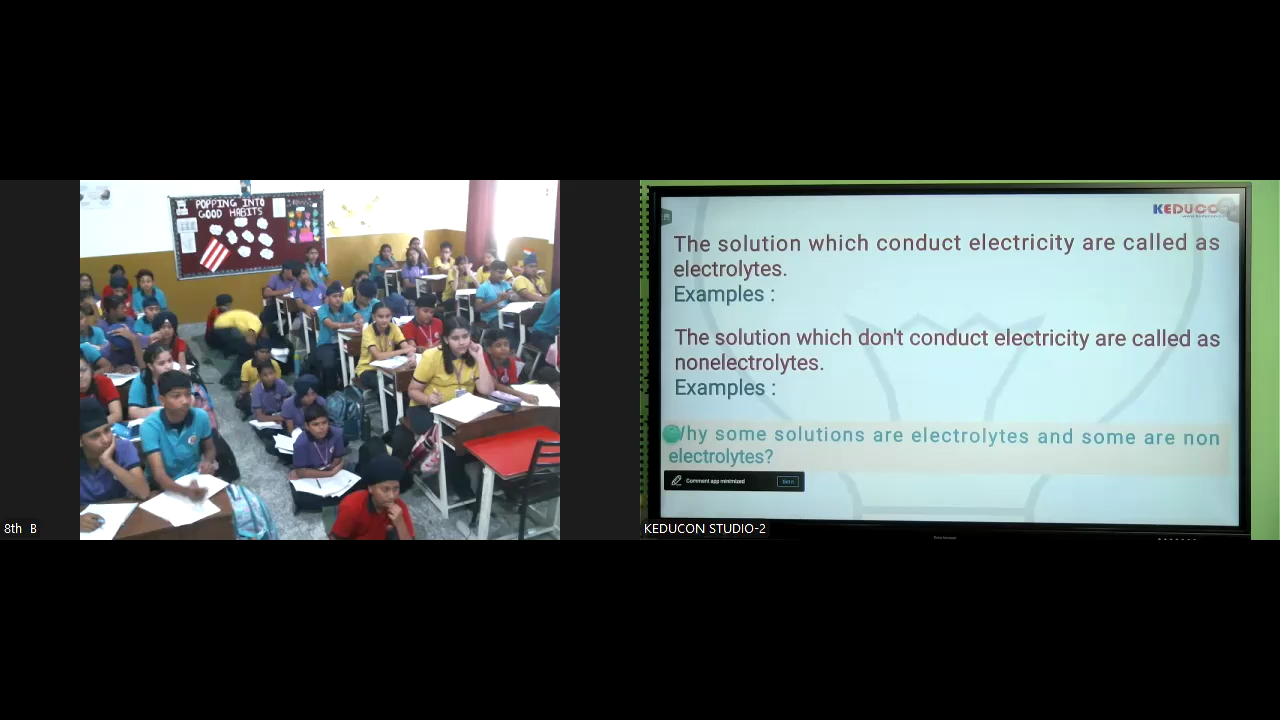 POPPING INTO
GOOD HABITS
8th B
KEDUCON
The solution which conduct electricity are called as
electrolytes.
Examples :
The solution which don't conduct electricity are called as
nonelectrolytes.
Examples :
Why some solutions are electrolytes and some are non
electrolytes?
Comment app minimized
KEDUCON STUDIO-2